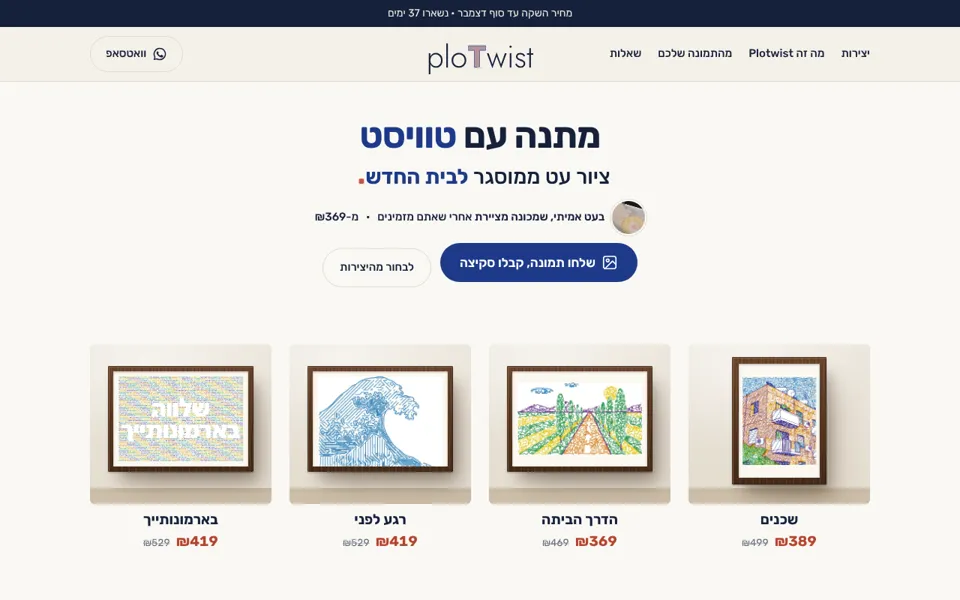 מחיר השקה עד סוף דצמבר • נשארו 37 ימים
יצירות
מה זה Plotwist
מהתמונה שלכם
שאלות
ploTwist
וואטסאפ
מתנה עם טוויסט
ציור עט ממוסגר לבית החדש.
בעט אמיתי, שמכונה מציירת אחרי שאתם מזמינים • מ-₪369
שלחו תמונה, קבלו סקיצה
לבחור מהיצירות
שלווה
בארמונותייך
שכנים
₪389 ₪499
הדרך הביתה
₪369 ₪469
רגע לפני
₪419 ₪529
בארמונותייך
₪419 ₪529